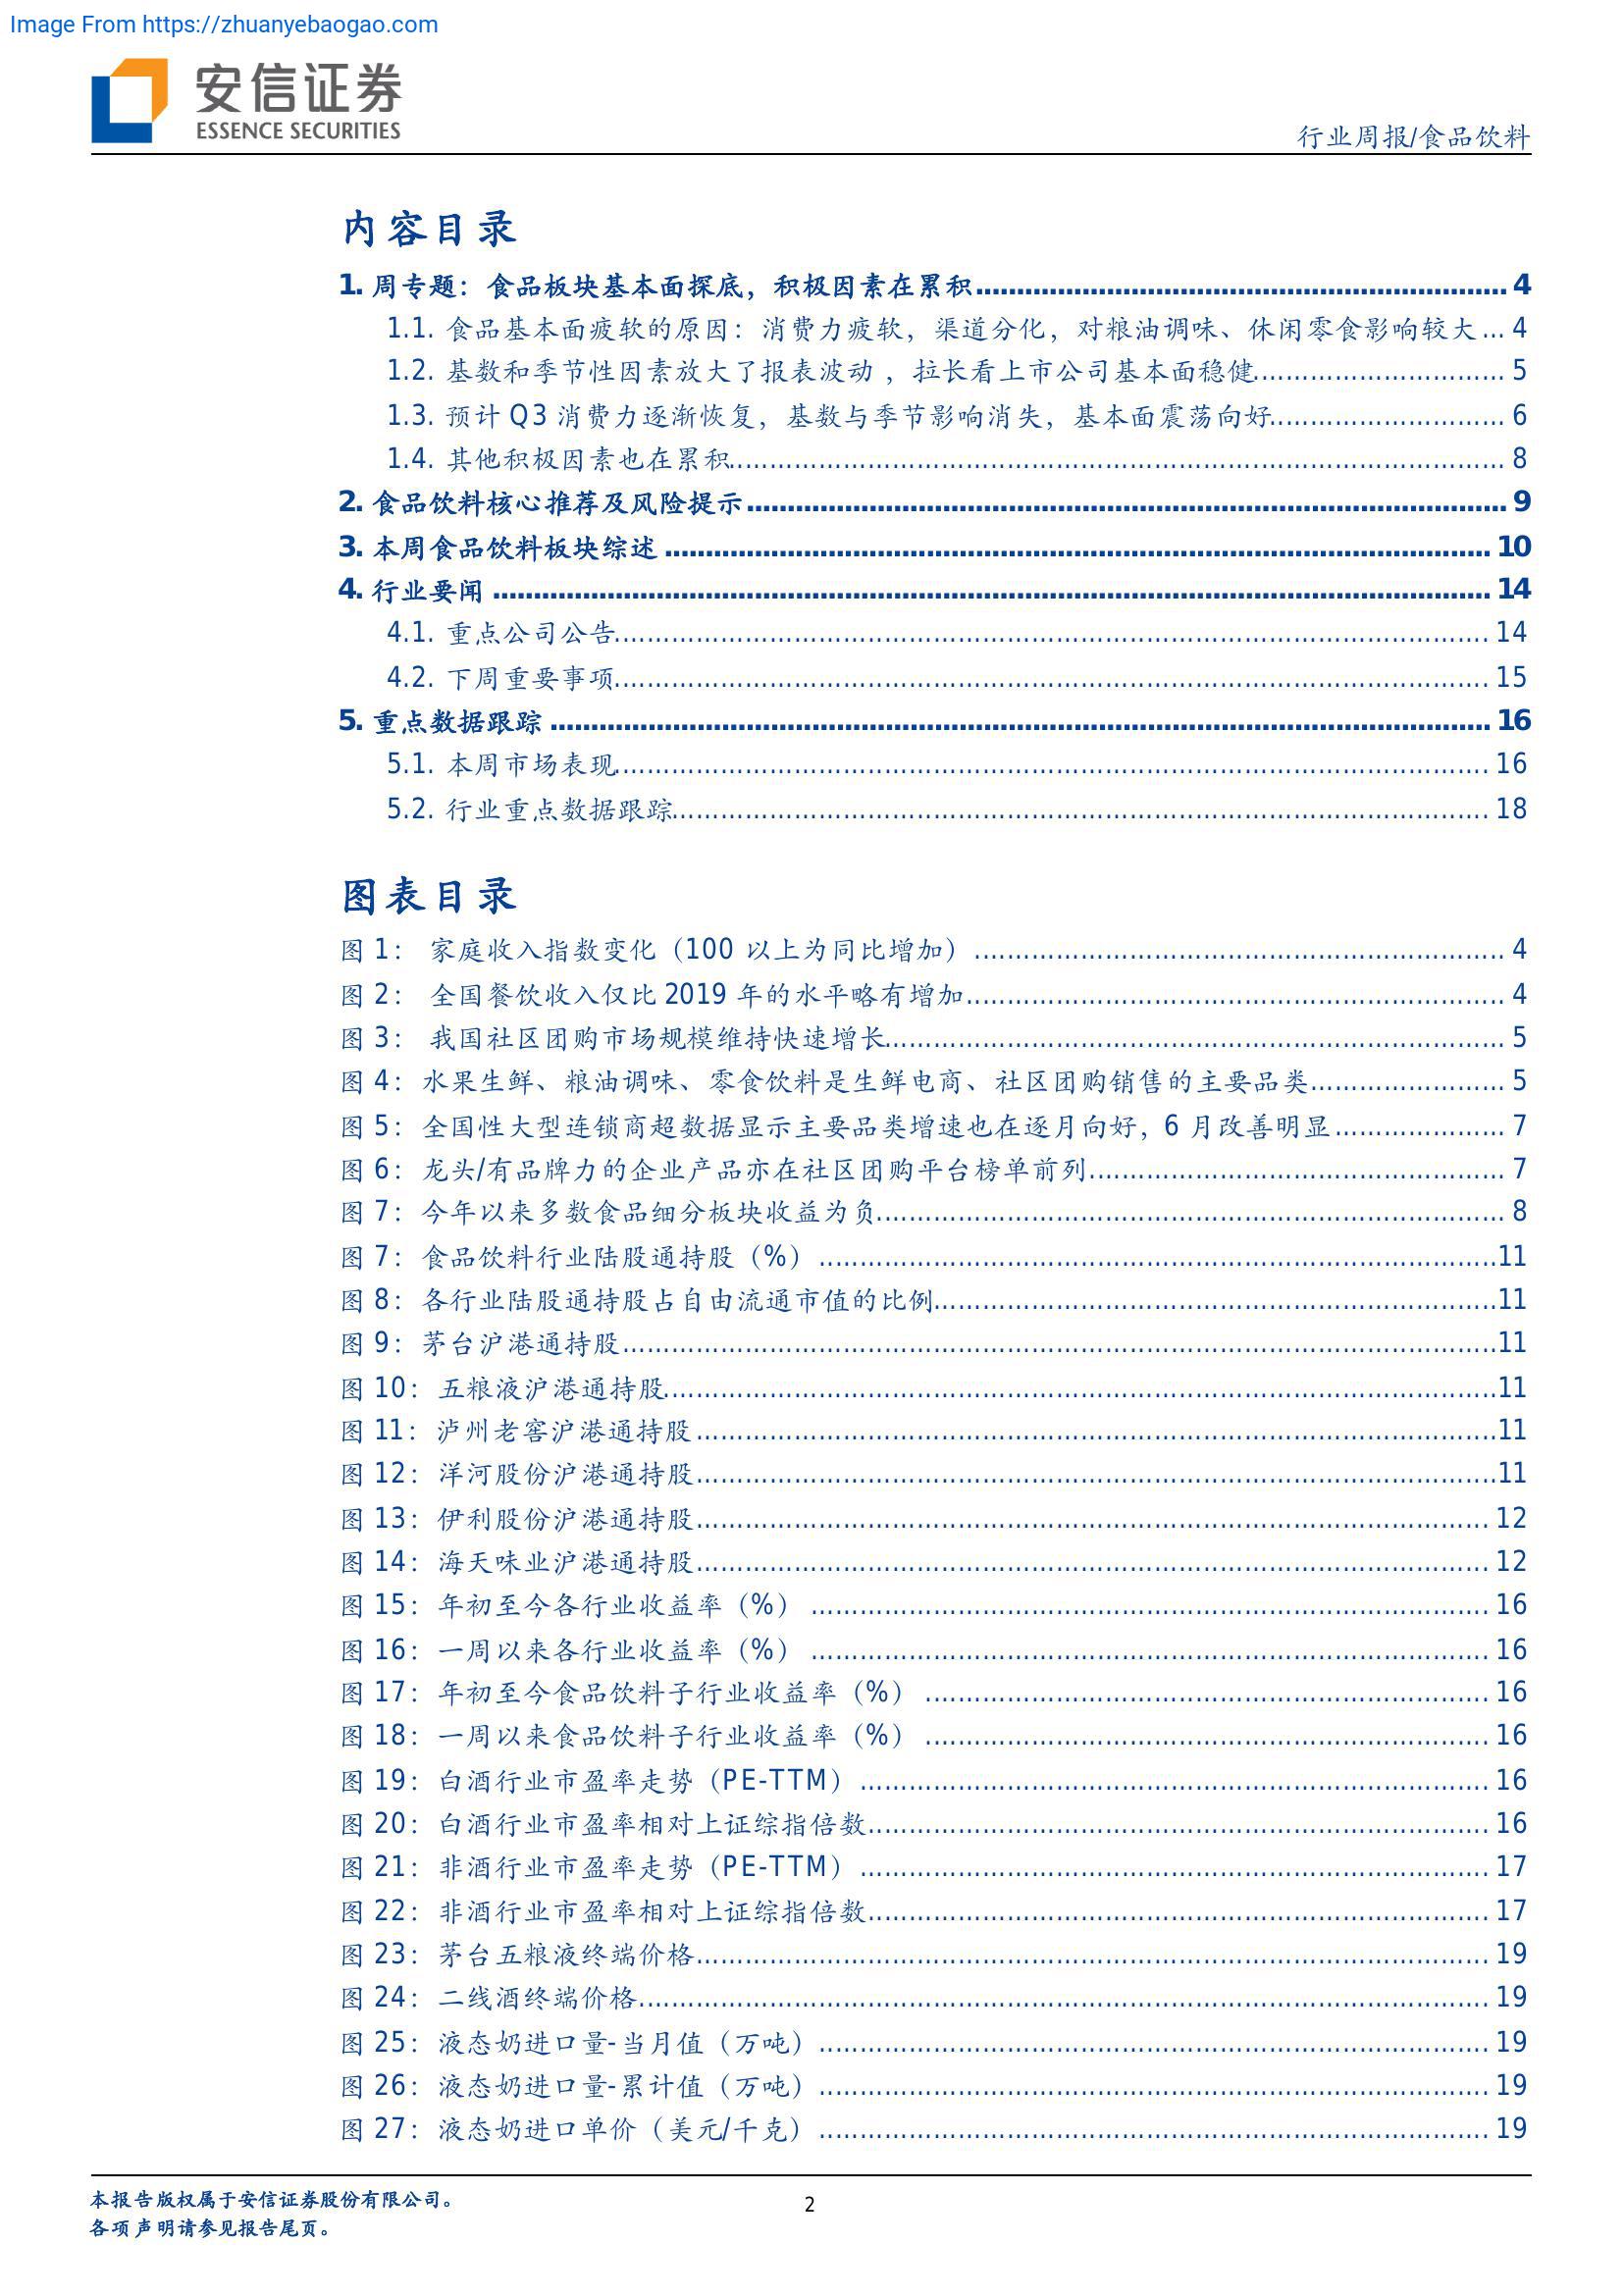 Image From https://zhuanyebaogao.com
安信证券
ESSENCE SECURITIES
行业周报/食品饮料
内容目录
1. 周专题：食品板块基本面探底，积极因素在累积 4
1.1. 食品基本面疲软的原因：消费力疲软，渠道分化，对粮油调味、休闲零食影响较大 4
1.2. 基数和季节性因素放大了报表波动 ，拉长看上市公司基本面稳健 5
1.3. 预计 Q3 消费力逐渐恢复，基数与季节影响消失，基本面震荡向好 6
1.4. 其他积极因素也在累积 8
2. 食品饮料核心推荐及风险提示 9
3. 本周食品饮料板块综述 10
4. 行业要闻 14
4.1. 重点公司公告 14
4.2. 下周重要事项 15
5. 重点数据跟踪 16
5.1. 本周市场表现 16
5.2. 行业重点数据跟踪 18
图表目录
图 1： 家庭收入指数变化（100 以上为同比增加） 4
图 2： 全国餐饮收入仅比 2019 年的水平略有增加 4
图 3： 我国社区团购市场规模维持快速增长 5
图 4：水果生鲜、粮油调味、零食饮料是生鲜电商、社区团购销售的主要品类 5
图 5：全国性大型连锁商超数据显示主要品类增速也在逐月向好，6 月改善明显 7
图 6：龙头/有品牌力的企业产品亦在社区团购平台榜单前列 7
图 7：今年以来多数食品细分板块收益为负 8
图 7：食品饮料行业陆股通持股（%） 11
图 8：各行业陆股通持股占自由流通市值的比例 11
图 9：茅台沪港通持股 11
图 10：五粮液沪港通持股 11
图 11：泸州老窖沪港通持股 11
图 12：洋河股份沪港通持股 11
图 13：伊利股份沪港通持股 12
图 14：海天味业沪港通持股 12
图 15：年初至今各行业收益率（%） 16
图 16：一周以来各行业收益率（%） 16
图 17：年初至今食品饮料子行业收益率（%） 16
图 18：一周以来食品饮料子行业收益率（%） 16
图 19：白酒行业市盈率走势（PE-TTM） 16
图 20：白酒行业市盈率相对上证综指倍数 16
图 21：非酒行业市盈率走势（PE-TTM） 17
图 22：非酒行业市盈率相对上证综指倍数 17
图 23：茅台五粮液终端价格 19
图 24：二线酒终端价格 19
图 25：液态奶进口量-当月值（万吨） 19
图 26：液态奶进口量-累计值（万吨） 19
图 27：液态奶进口单价（美元/千克） 19
本报告版权属于安信证券股份有限公司。
2
各项声明请参见报告尾页。